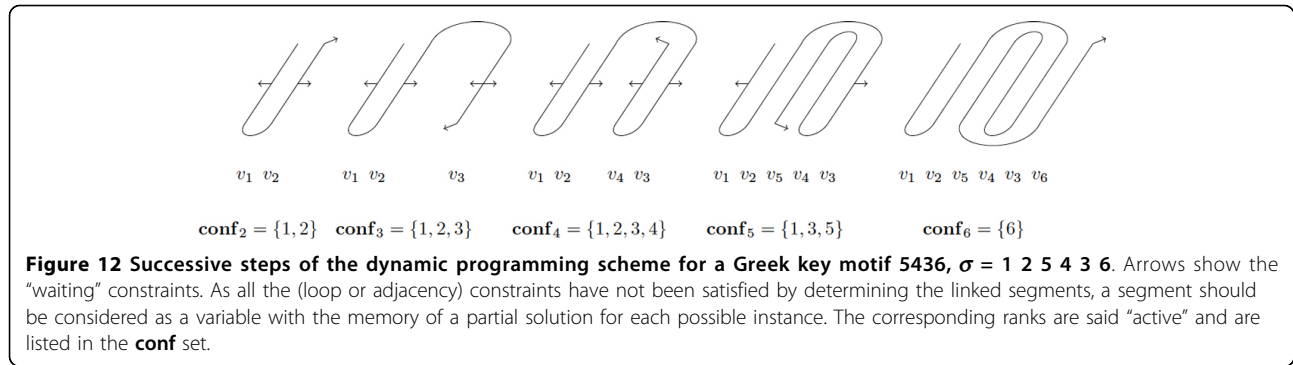 v1 v2 v1 v2 v3 v1 v2 v4 v3 v1 v2 v5 v4 v3 v1 v2 v5 v4 v3 v6
conf2 = {1, 2} conf3 = {1, 2, 3} conf4 = {1, 2, 3, 4} conf5 = {1, 3, 5} conf6 = {6}
Figure 12 Successive steps of the dynamic programming scheme for a Greek key motif 5436, σ = 1 2 5 4 3 6. Arrows show the
"waiting" constraints. As all the (loop or adjacency) constraints have not been satisfied by determining the linked segments, a segment should
be considered as a variable with the memory of a partial solution for each possible instance. The corresponding ranks are said "active" and are
listed in the conf set.